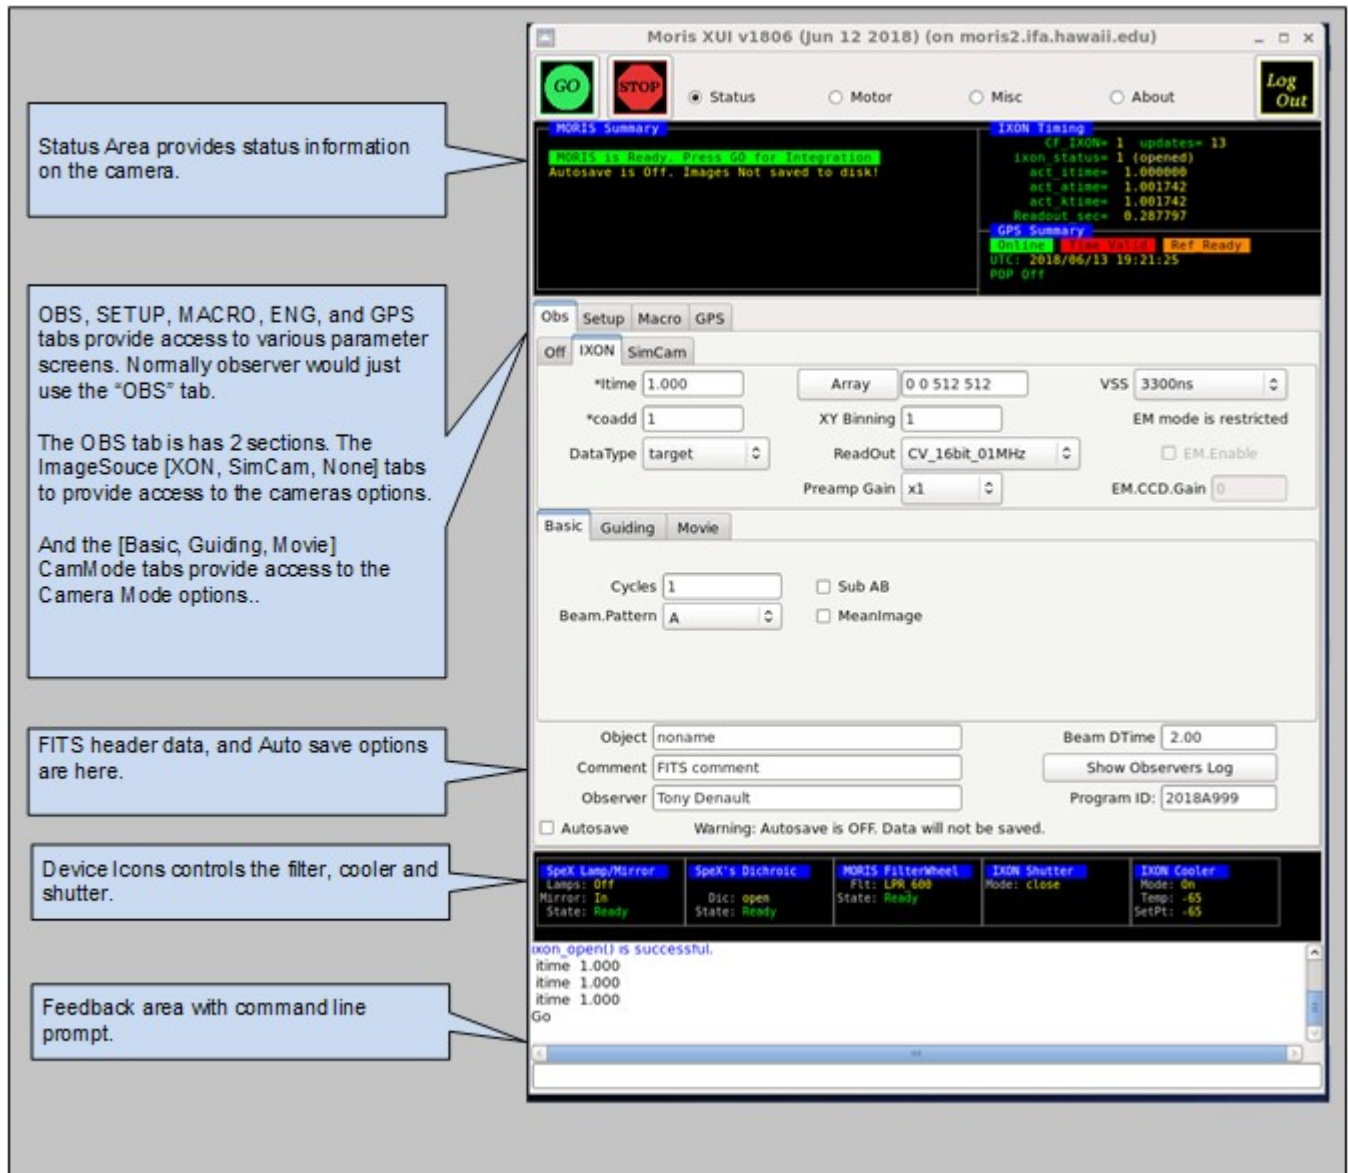 Moris XUI v1806 (Jun 12 2018) (on moris2.ifa.hawaii.edu)
GO
STOP
Status
Motor
Misc
About
Log
Out
Status Area provides status information
on the camera.
MORIS Summary
MORIS is Ready. Press GO for Integration
Autosave is Off. Images Not saved to disk!
IXON Timing
CF_IXON= 1 updates= 13
ixon_status= 1 (opened)
act_itime= 1.000000
act_atime= 1.001742
act_ktime= 1.001742
Readout_sec= 0.287797
GPS Summary
Online Time Valid Ref Ready
UTC: 2018/06/13 19:21:25
POP Off
OBS, SETUP, MACRO, ENG, and GPS
tabs provide access to various parameter
screens. Normally observer would just
use the “OBS” tab.
The OBS tab is has 2 sections. The
ImageSouce [XON, SimCam, None] tabs
to provide access to the cameras options.
And the [Basic, Guiding, Movie]
CamMode tabs provide access to the
Camera Mode options..
Obs Setup Macro GPS
Off IXON SimCam
*Itime 1.000 Array 0 0 512 512 VSS 3300ns
*coadd 1 XY Binning 1 EM mode is restricted
DataType target ReadOut CV_16bit_01MHz EM.Enable
Preamp Gain x1 EM.CCD.Gain 0
Basic Guiding Movie
Cycles 1 Sub AB
Beam.Pattern A MeanImage
FITS header data, and Auto save options
are here.
Object noname Beam DTime 2.00
Comment FITS comment Show Observers Log
Observer Tony Denault Program ID: 2018A999
Autosave Warning: Autosave is OFF. Data will not be saved.
Device Icons controls the filter, cooler and
shutter.
SpeX Lamp/Mirror
Lamps: Off
Mirror: In
State: Ready
SpeX's Dichroic
Dic: open
State: Ready
MORIS FilterWheel
Flt: LPR_600
State: Ready
IXON Shutter
Mode: close
IXON Cooler
Mode: On
Temp: -65
SetPt: -65
Feedback area with command line
prompt.
ixon_open() is successful.
itime 1.000
itime 1.000
itime 1.000
Go